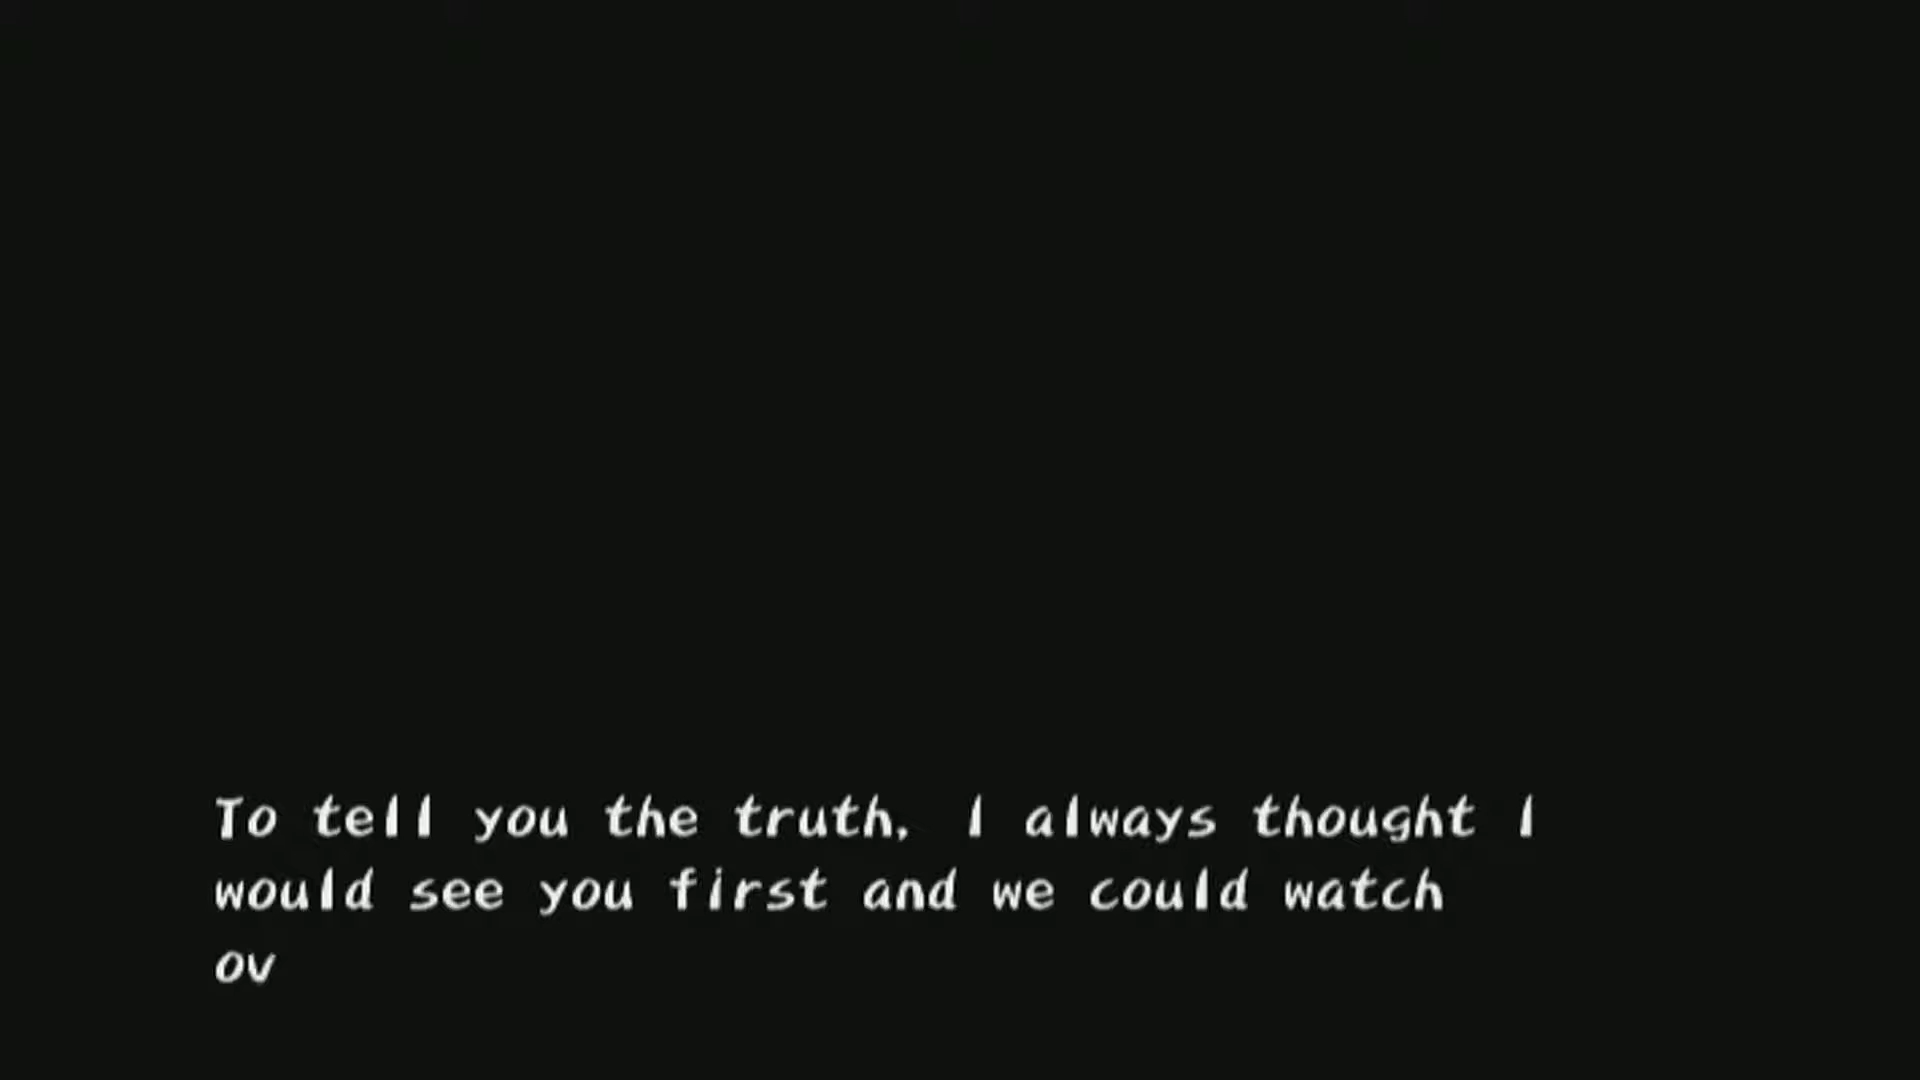 To tell you the truth, I always thought I
would see you first and we could watch
ov